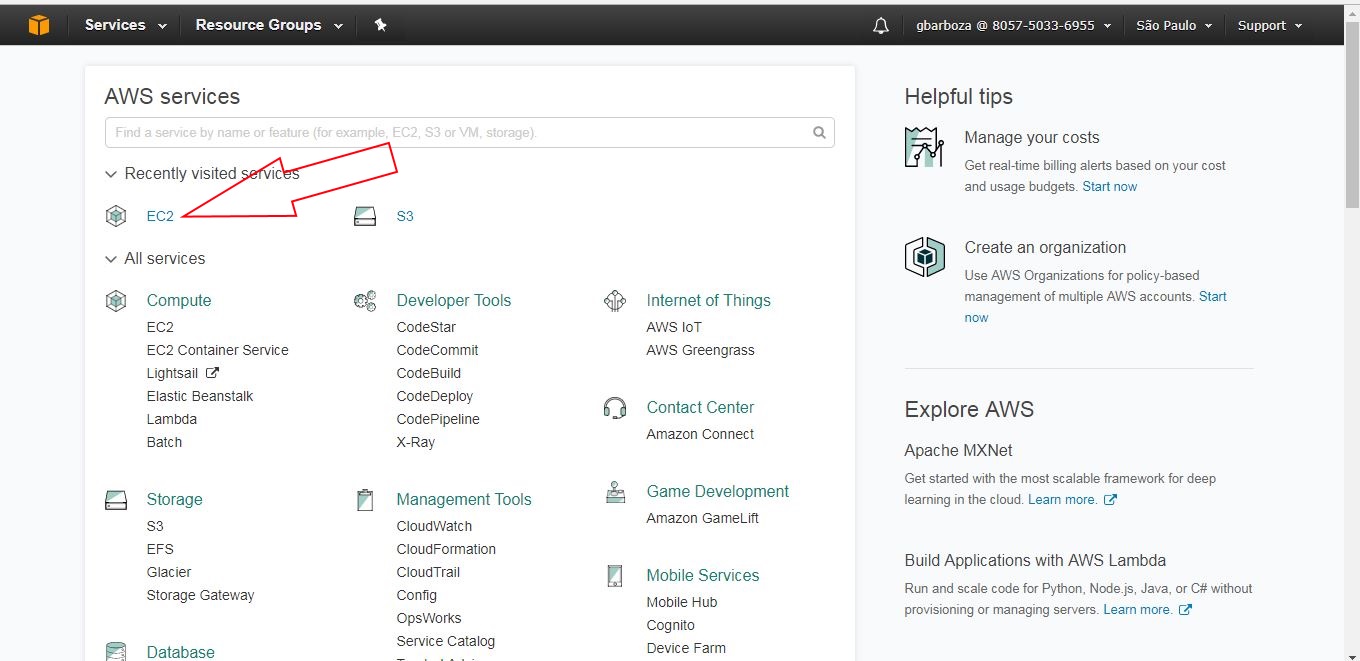 Services Resource Groups gbarboza @ 8057-5033-6955 São Paulo Support
AWS services
Find a service by name or feature (for example, EC2, S3 or VM, storage).
Recently visited services
EC2 S3
All services
Compute
EC2
EC2 Container Service
Lightsail
Elastic Beanstalk
Lambda
Batch
Storage
S3
EFS
Glacier
Storage Gateway
Database
Developer Tools
CodeStar
CodeCommit
CodeBuild
CodeDeploy
CodePipeline
X-Ray
Management Tools
CloudWatch
CloudFormation
CloudTrail
Config
OpsWorks
Service Catalog
Internet of Things
AWS IoT
AWS Greengrass
Contact Center
Amazon Connect
Game Development
Amazon GameLift
Mobile Services
Mobile Hub
Cognito
Device Farm
Helpful tips
Manage your costs
Get real-time billing alerts based on your cost
and usage budgets. Start now
Create an organization
Use AWS Organizations for policy-based
management of multiple AWS accounts. Start
now
Explore AWS
Apache MXNet
Get started with the most scalable framework for deep
learning in the cloud. Learn more.
Build Applications with AWS Lambda
Run and scale code for Python, Node.js, Java, or C# without
provisioning or managing servers. Learn more.